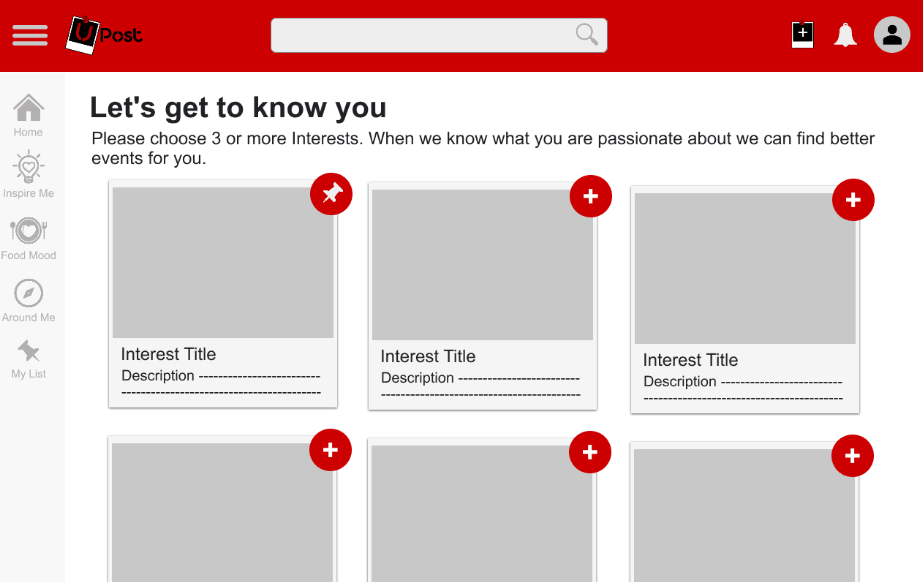 U Post
Let's get to know you
Please choose 3 or more Interests. When we know what you are passionate about we can find better
events for you.
Home
Inspire Me
Food Mood
Around Me
My List
Interest Title
Description -------------------------
-----------------------------------------
Interest Title
Description -------------------------
-----------------------------------------
Interest Title
Description -------------------------
-----------------------------------------